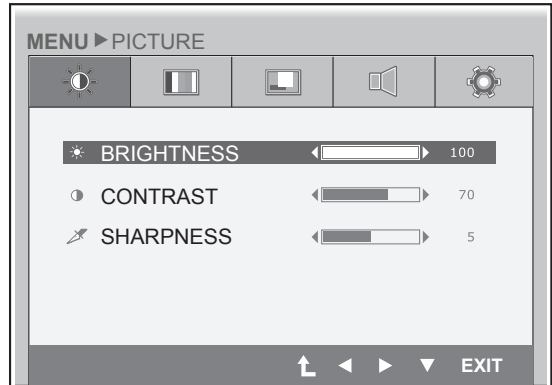 MENU ▶ PICTURE
BRIGHTNESS 100
CONTRAST 70
SHARPNESS 5
EXIT